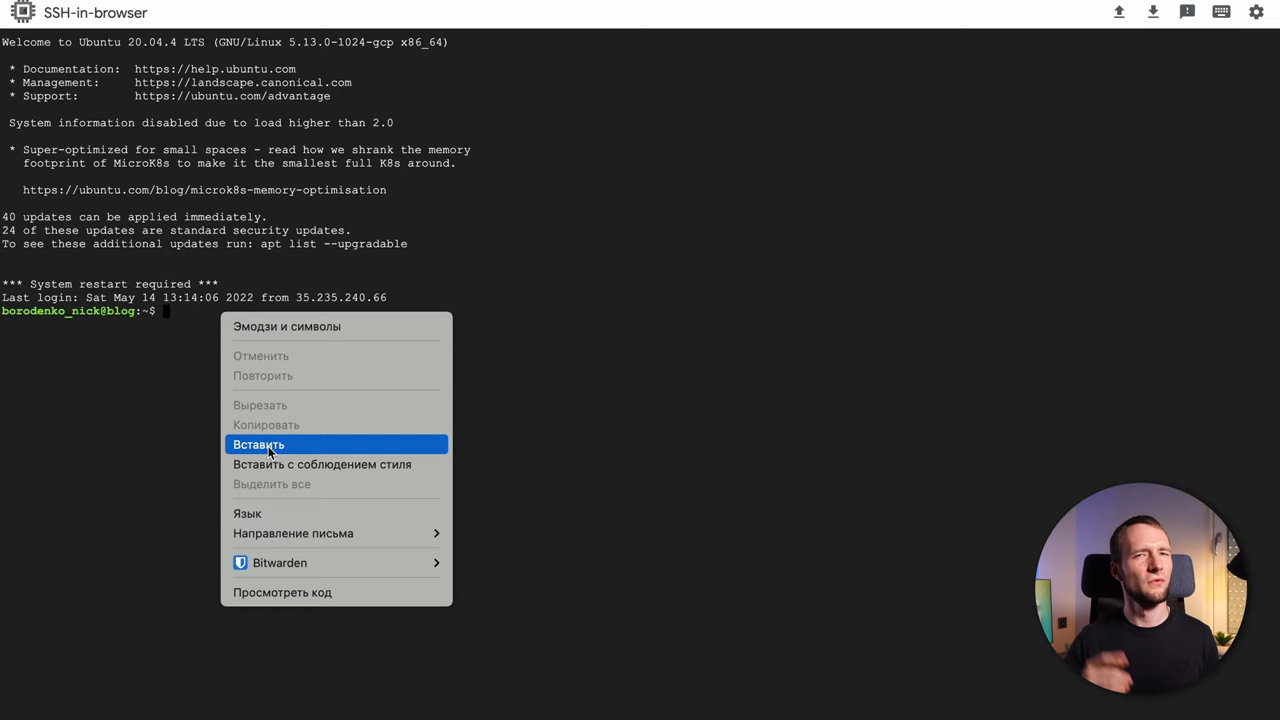 SSH-in-browser
Welcome to Ubuntu 20.04.4 LTS (GNU/Linux 5.13.0-1024-gcp x86_64)
* Documentation:  https://help.ubuntu.com
* Management:     https://landscape.canonical.com
* Support:        https://ubuntu.com/advantage
System information disabled due to load higher than 2.0
* Super-optimized for small spaces - read how we shrank the memory
footprint of MicroK8s to make it the smallest full K8s around.
https://ubuntu.com/blog/microk8s-memory-optimisation
40 updates can be applied immediately.
24 of these updates are standard security updates.
To see these additional updates run: apt list --upgradable
*** System restart required ***
Last login: Sat May 14 13:14:06 2022 from 35.235.240.66
borodenko_nick@blog:~$
Эмодзи и символы
Отменить
Повторить
Вырезать
Копировать
Вставить
Вставить с соблюдением стиля
Выделить все
Язык
Направление письма
Bitwarden
Просмотреть код